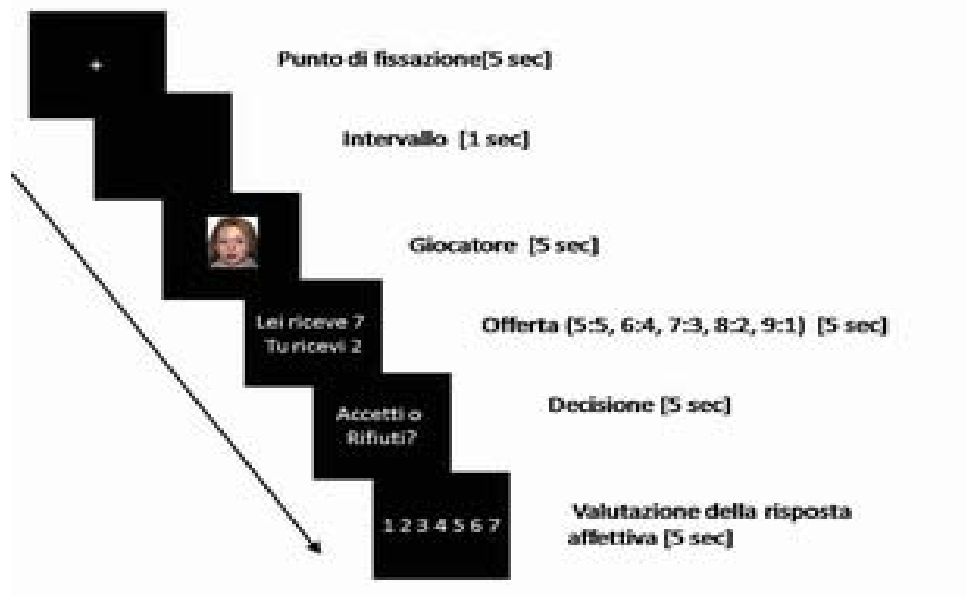 Punto di fissazione[5 sec]
Intervallo [1 sec]
Giocatore [5 sec]
Lei riceve 7
Tu ricevi 2
Offerta (5:5, 6:4, 7:3, 8:2, 9:1) [5 sec]
Accetti o
Rifiuti?
Decisione [5 sec]
1 2 3 4 5 6 7
Valutazione della risposta
affettiva [5 sec]